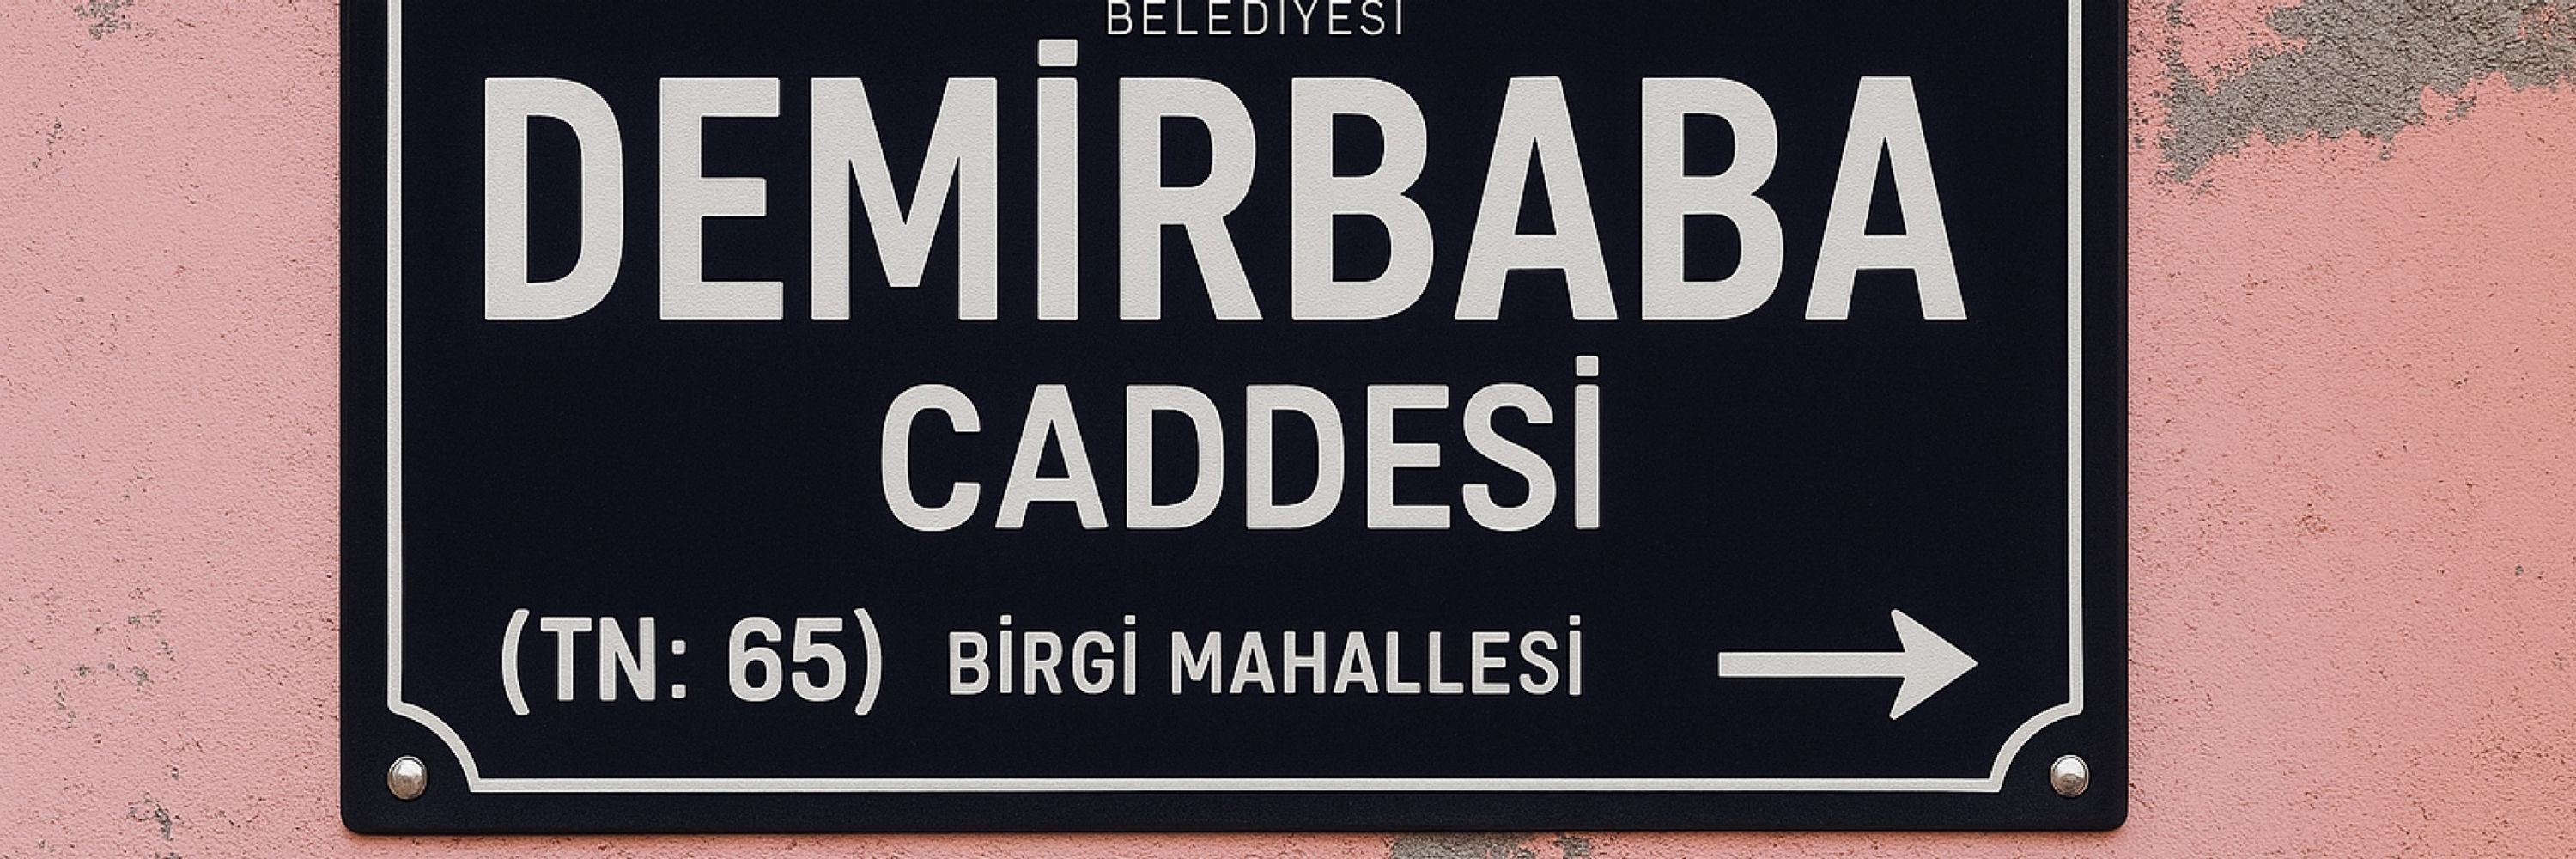 BELEDİYESİ
DEMİRBABA
CADDESİ
(TN: 65) BİRGİ MAHALLESİ